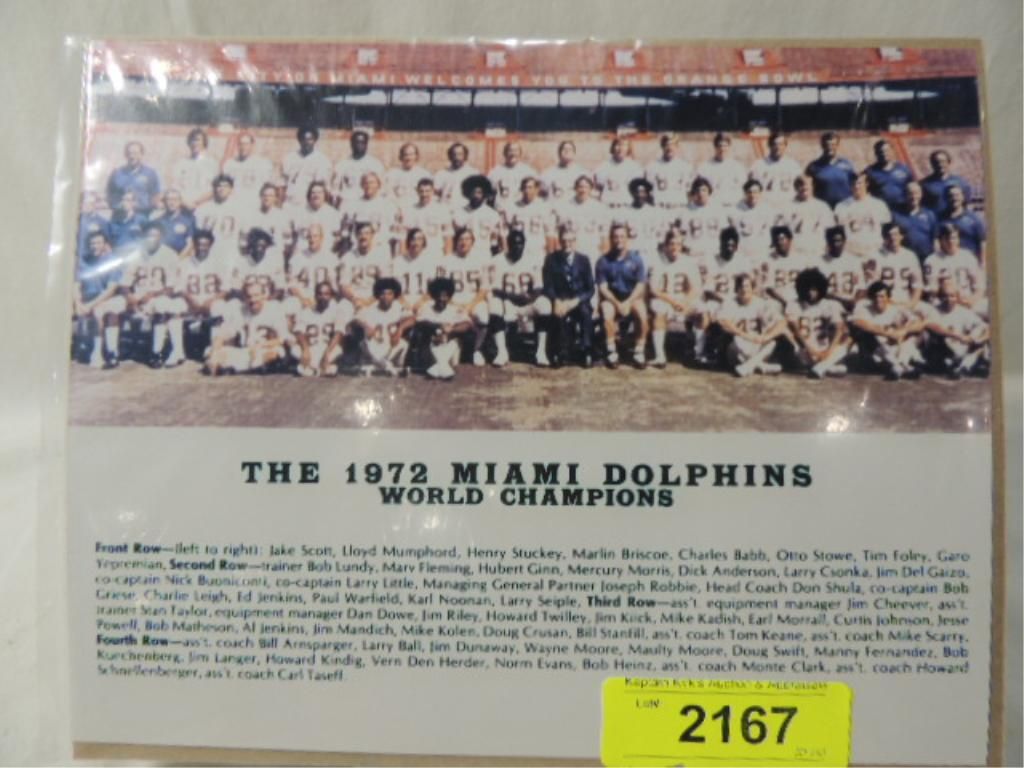 MIAMI WELCOMES YOU TO THE ORANGE BOWL
THE 1972 MIAMI DOLPHINS
WORLD CHAMPIONS
Front Row—(left to right): Jake Scott, Lloyd Mumphord, Henry Stuckey, Marlin Briscoe, Charles Babb, Otto Stowe, Tim Foley, Garo
Yepremian, Second Row—trainer Bob Lundy, Marv Fleming, Hubert Ginn, Mercury Morris, Dick Anderson, Larry Csonka, Jim Del Gaizo,
co-captain Nick Buoniconti, co-captain Larry Little, Managing General Partner Joseph Robbie, Head Coach Don Shula, co-captain Bob
Griese, Charlie Leigh, Ed Jenkins, Paul Warfield, Karl Noonan, Larry Seiple, Third Row—ass't. equipment manager Jim Cheever, ass't.
trainer Stan Taylor, equipment manager Dan Dowe, Jim Riley, Howard Twilley, Jim Kiick, Mike Kadish, Earl Morrall, Curtis Johnson, Jesse
Powell, Bob Matheson, Al Jenkins, Jim Mandich, Mike Kolen, Doug Crusan, Bill Stanfill, ass't. coach Tom Keane, ass't. coach Mike Scarry,
Fourth Row—ass't. coach Bill Arnsparger, Larry Ball, Jim Dunaway, Wayne Moore, Maulty Moore, Doug Swift, Manny Fernandez, Bob
Kuechenberg, Jim Langer, Howard Kindig, Vern Den Herder, Norm Evans, Bob Heinz, ass't. coach Monte Clark, ass't. coach Howard
Schnellenberger, ass't. coach Carl Taseff.
Kaptain Kirk's Auction & Appraisals
Lot# 2167